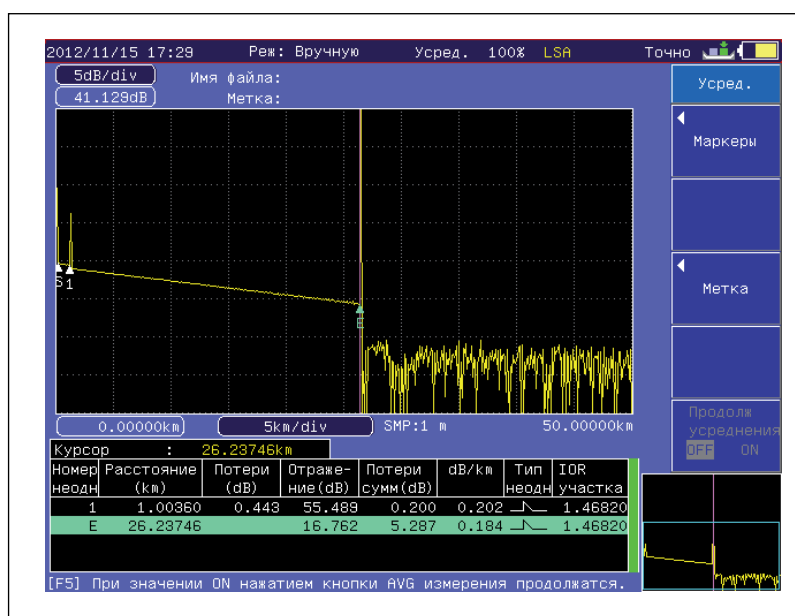 2012/11/15 17:29 Реж: Вручную Усред. 100% LSA Точно
5dB/div Имя файла:
41.129dB Метка:
Усред.
Маркеры
S 1
E
Метка
0.00000km 5km/div SMP:1 m 50.00000km
Продолж
усреднения
OFF ON
Курсор : 26.23746km
Номер Расстояние Потери Отраже- Потери dB/km Тип IOR
неодн (km) (dB) ние(dB) сумм(dB) неодн участка
1 1.00360 0.443 55.489 0.200 0.202 1.46820
E 26.23746 16.762 5.287 0.184 1.46820
[F5] При значении ON нажатием кнопки AVG измерения продолжатся.